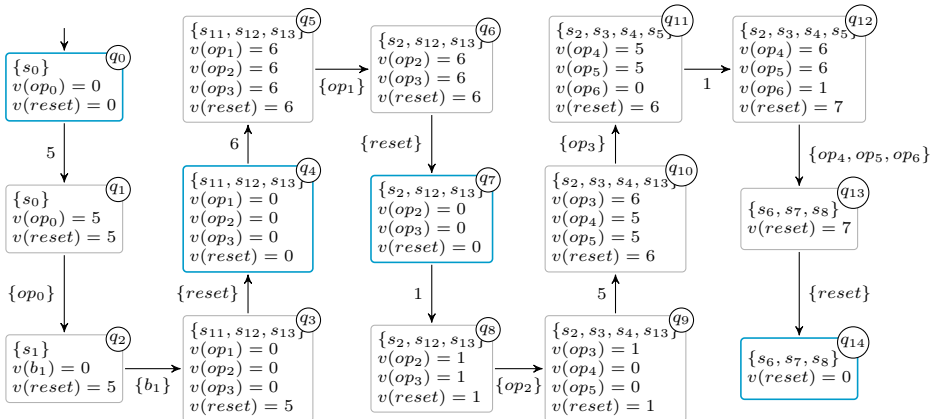 q0
{s0}
v(op0) = 0
v(reset) = 0
5
q1
{s0}
v(op0) = 5
v(reset) = 5
{op0}
q2
{s1}
v(b1) = 0
v(reset) = 5
{b1}
q3
{s11, s12, s13}
v(op1) = 0
v(op2) = 0
v(op3) = 0
v(reset) = 5
{reset}
q4
{s11, s12, s13}
v(op1) = 0
v(op2) = 0
v(op3) = 0
v(reset) = 0
6
q5
{s11, s12, s13}
v(op1) = 6
v(op2) = 6
v(op3) = 6
v(reset) = 6
{op1}
q6
{s2, s12, s13}
v(op2) = 6
v(op3) = 6
v(reset) = 6
{reset}
q7
{s2, s12, s13}
v(op2) = 0
v(op3) = 0
v(reset) = 0
1
q8
{s2, s12, s13}
v(op2) = 1
v(op3) = 1
v(reset) = 1
{op2}
q9
{s2, s3, s4, s13}
v(op3) = 1
v(op4) = 0
v(op5) = 0
v(reset) = 1
5
q10
{s2, s3, s4, s13}
v(op3) = 6
v(op4) = 5
v(op5) = 5
v(reset) = 6
{op3}
q11
{s2, s3, s4, s5}
v(op4) = 5
v(op5) = 5
v(op6) = 0
v(reset) = 6
1
q12
{s2, s3, s4, s5}
v(op4) = 6
v(op5) = 6
v(op6) = 1
v(reset) = 7
{op4, op5, op6}
q13
{s6, s7, s8}
v(reset) = 7
{reset}
q14
{s6, s7, s8}
v(reset) = 0